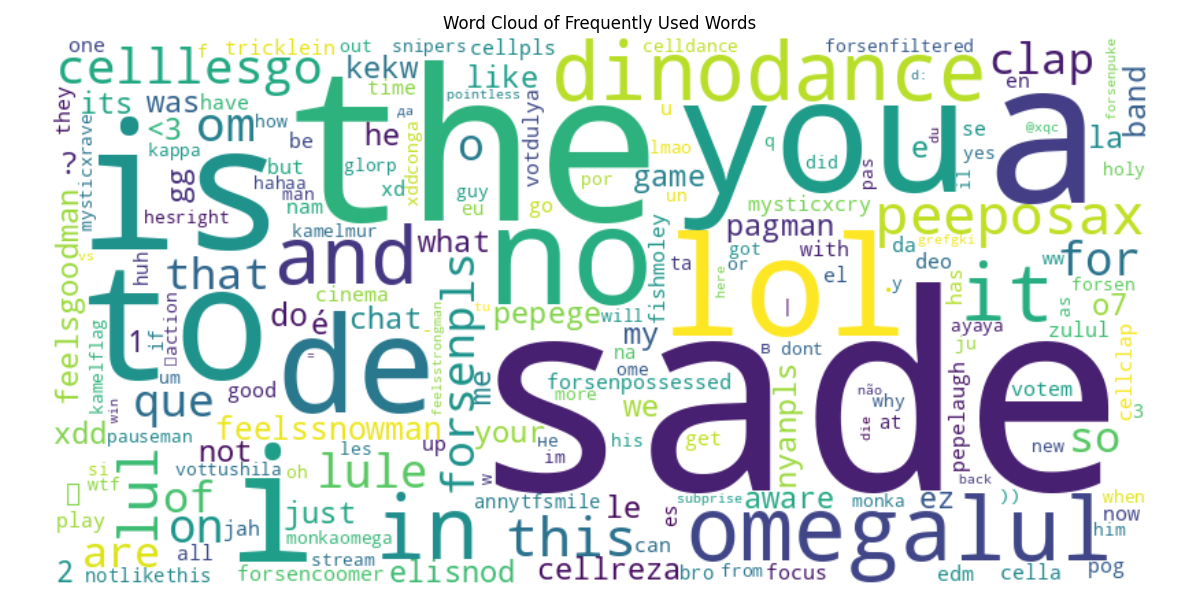 Word Cloud of Frequently Used Words
one f tricklein out snipers cellpls celldance forsenfiltered clap
celllesgo kekw like dinodance d: en forsenpuke
they its was have time pointless votdulya u band
mysticxraven <3 om how be да he o the you a @xqc la
? kappa is but glorp xddconga lmao q did e du se yes il holy
gg hahaa man nam xd guy eu go por game un pas
hesright kamelmur and what no mysticxcry peeposax
feelsgoodman vs huh that fishmoley pagman with da grefgki ww for
to cinema ta got or here el deo has it forsen
kamelflag 1 if action um do é chat - tu pepege will lol | .y as o7
de = forsenpls me my в dont ayaya zulul
win que good feelsstrongman na ome sade ju cellclap
forsenpossessed more we não why votem 3
xdd pauseman feelssnowman your не his get nyanpls die at pepelaugh new so
not les up im
si wtf lul vottushila oh lule w back
play of i annytfsmile le subprise aware monka ez )) when
on jah just in this es omegalul now him
are all monkaomega can
2 notlikethis stream forsencoomer elisnod cellreza bro from focus edm cella pog